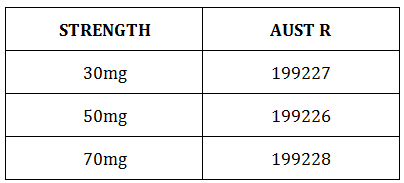 STRENGTH AUST R
30mg 199227
50mg 199226
70mg 199228